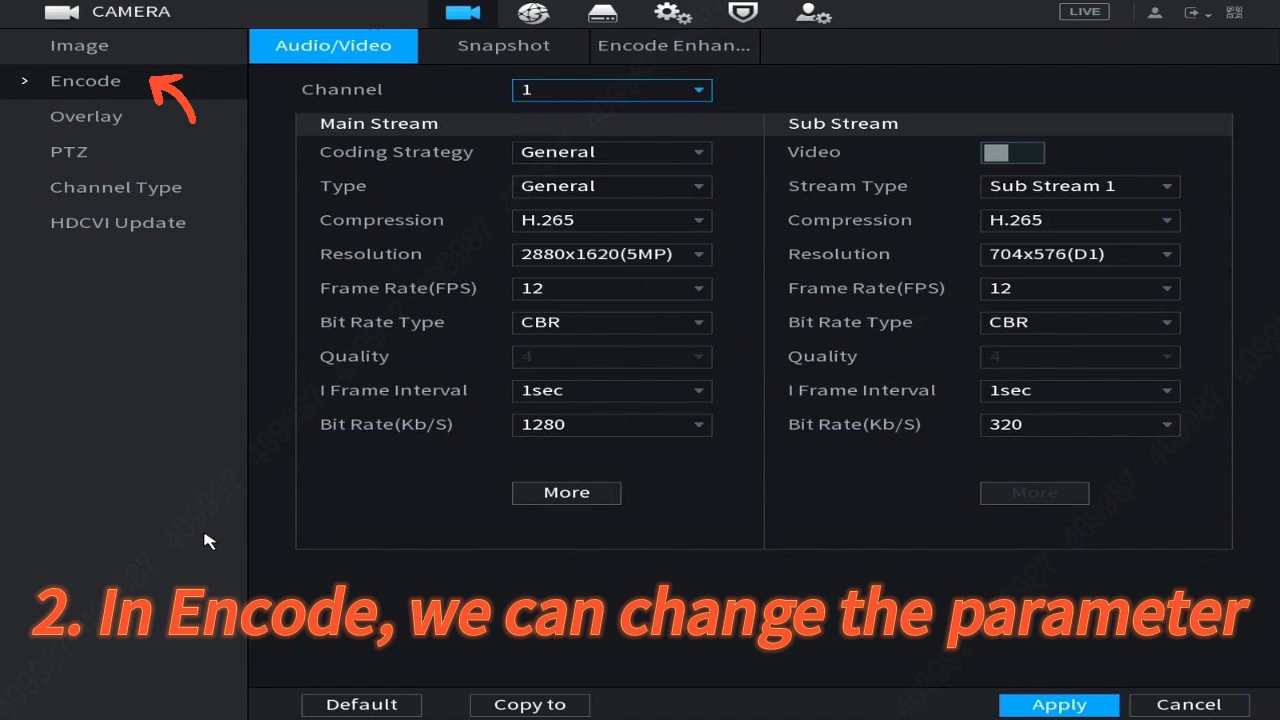 CAMERA
LIVE
Image
Encode
Overlay
PTZ
Channel Type
HDCVI Update
Audio/Video
Snapshot
Encode Enhan...
Channel 1
Main Stream
Coding Strategy General
Type General
Compression H.265
Resolution 2880x1620(5MP)
Frame Rate(FPS) 12
Bit Rate Type CBR
Quality 4
I Frame Interval 1sec
Bit Rate(Kb/S) 1280
More
Sub Stream
Video
Stream Type Sub Stream 1
Compression H.265
Resolution 704x576(D1)
Frame Rate(FPS) 12
Bit Rate Type CBR
Quality 4
I Frame Interval 1sec
Bit Rate(Kb/S) 320
More
409987
2. In Encode, we can change the parameter
Default
Copy to
Apply
Cancel